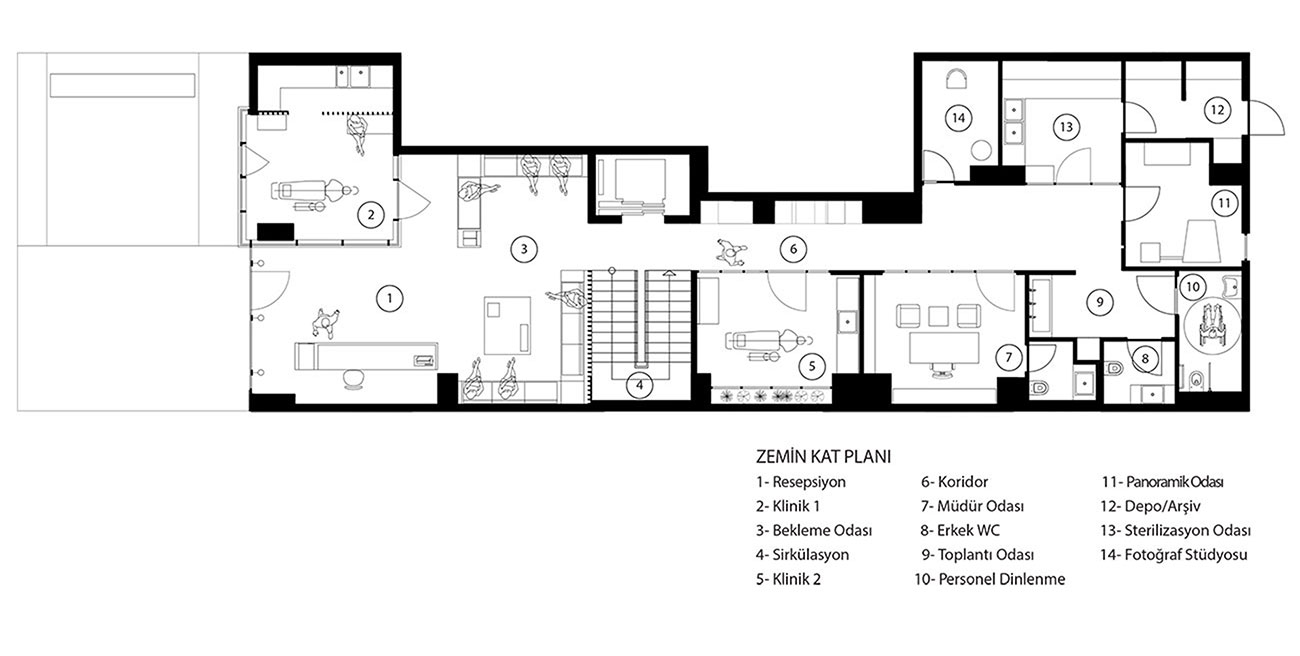 14
13
12
11
2
3
6
10
1
9
8
7
5
4
ZEMİN KAT PLANI
1- Resepsiyon
2- Klinik 1
3- Bekleme Odası
4- Sirkülasyon
5- Klinik 2
6- Koridor
7- Müdür Odası
8- Erkek WC
9- Toplantı Odası
10- Personel Dinlenme
11- Panoramik Odası
12- Depo/Arşiv
13- Sterilizasyon Odası
14- Fotoğraf Stüdyosu